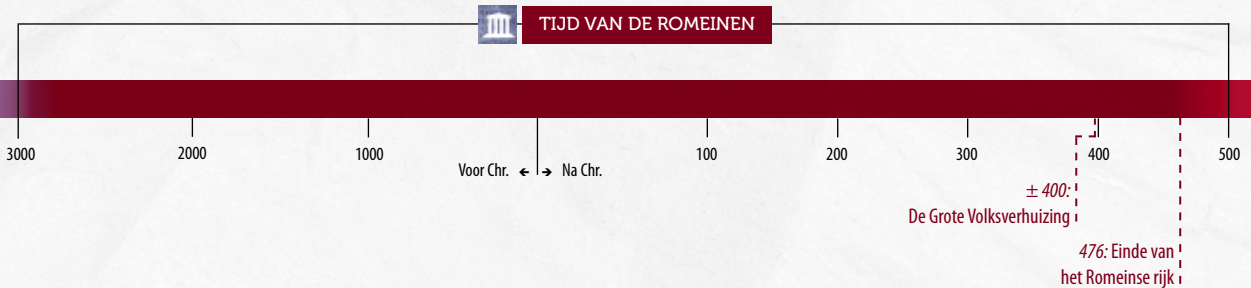 TIJD VAN DE ROMEINEN
3000 2000 1000 100 200 300 400 500
Voor Chr. ← → Na Chr.
± 400:
De Grote Volksverhuizing
476: Einde van
het Romeinse rijk